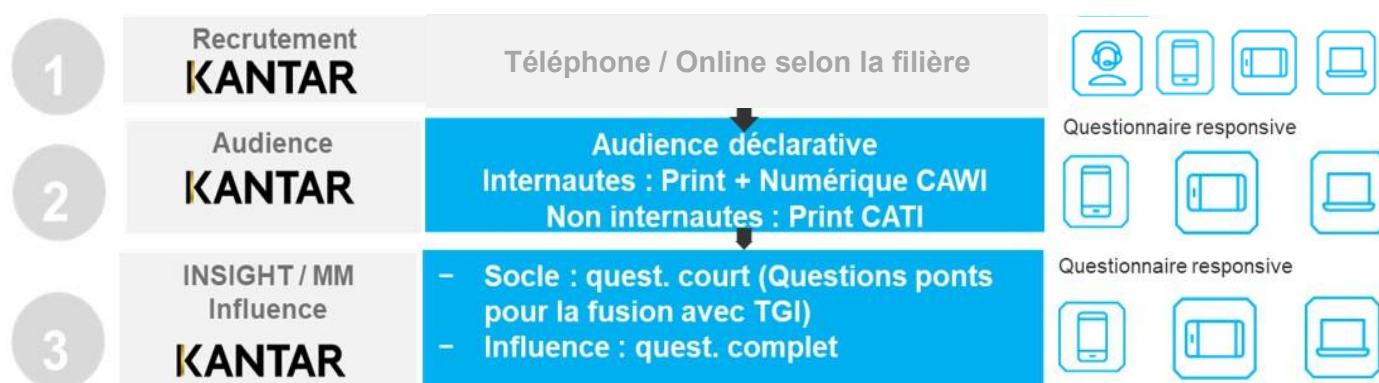 1
Recrutement
KANTAR
Téléphone / Online selon la filière
2
Audience
KANTAR
Audience déclarative
Internautes : Print + Numérique CAWI
Non internautes : Print CATI
Questionnaire responsive
3
INSIGHT / MM
Influence
KANTAR
– Socle : quest. court (Questions ponts
pour la fusion avec TGI)
– Influence : quest. complet
Questionnaire responsive